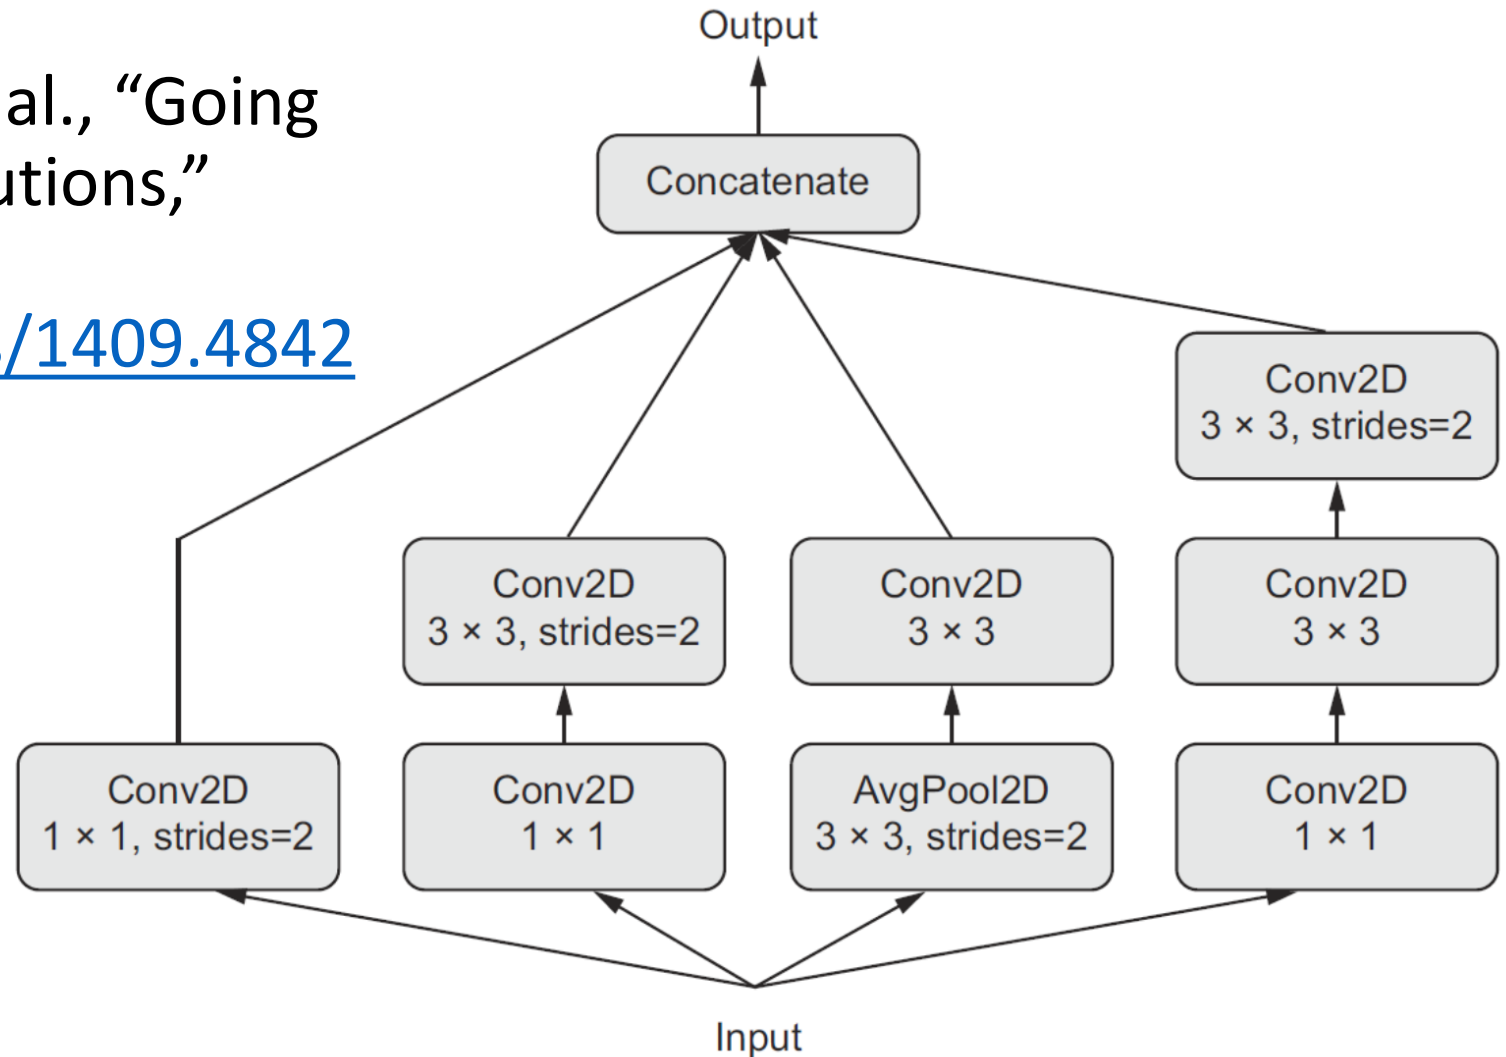 Output
al., “Going
utions,”
Concatenate
/1409.4842
Conv2D
3 × 3, strides=2
Conv2D
3 × 3, strides=2
Conv2D
3 × 3
Conv2D
3 × 3
Conv2D
1 × 1, strides=2
Conv2D
1 × 1
AvgPool2D
3 × 3, strides=2
Conv2D
1 × 1
Input